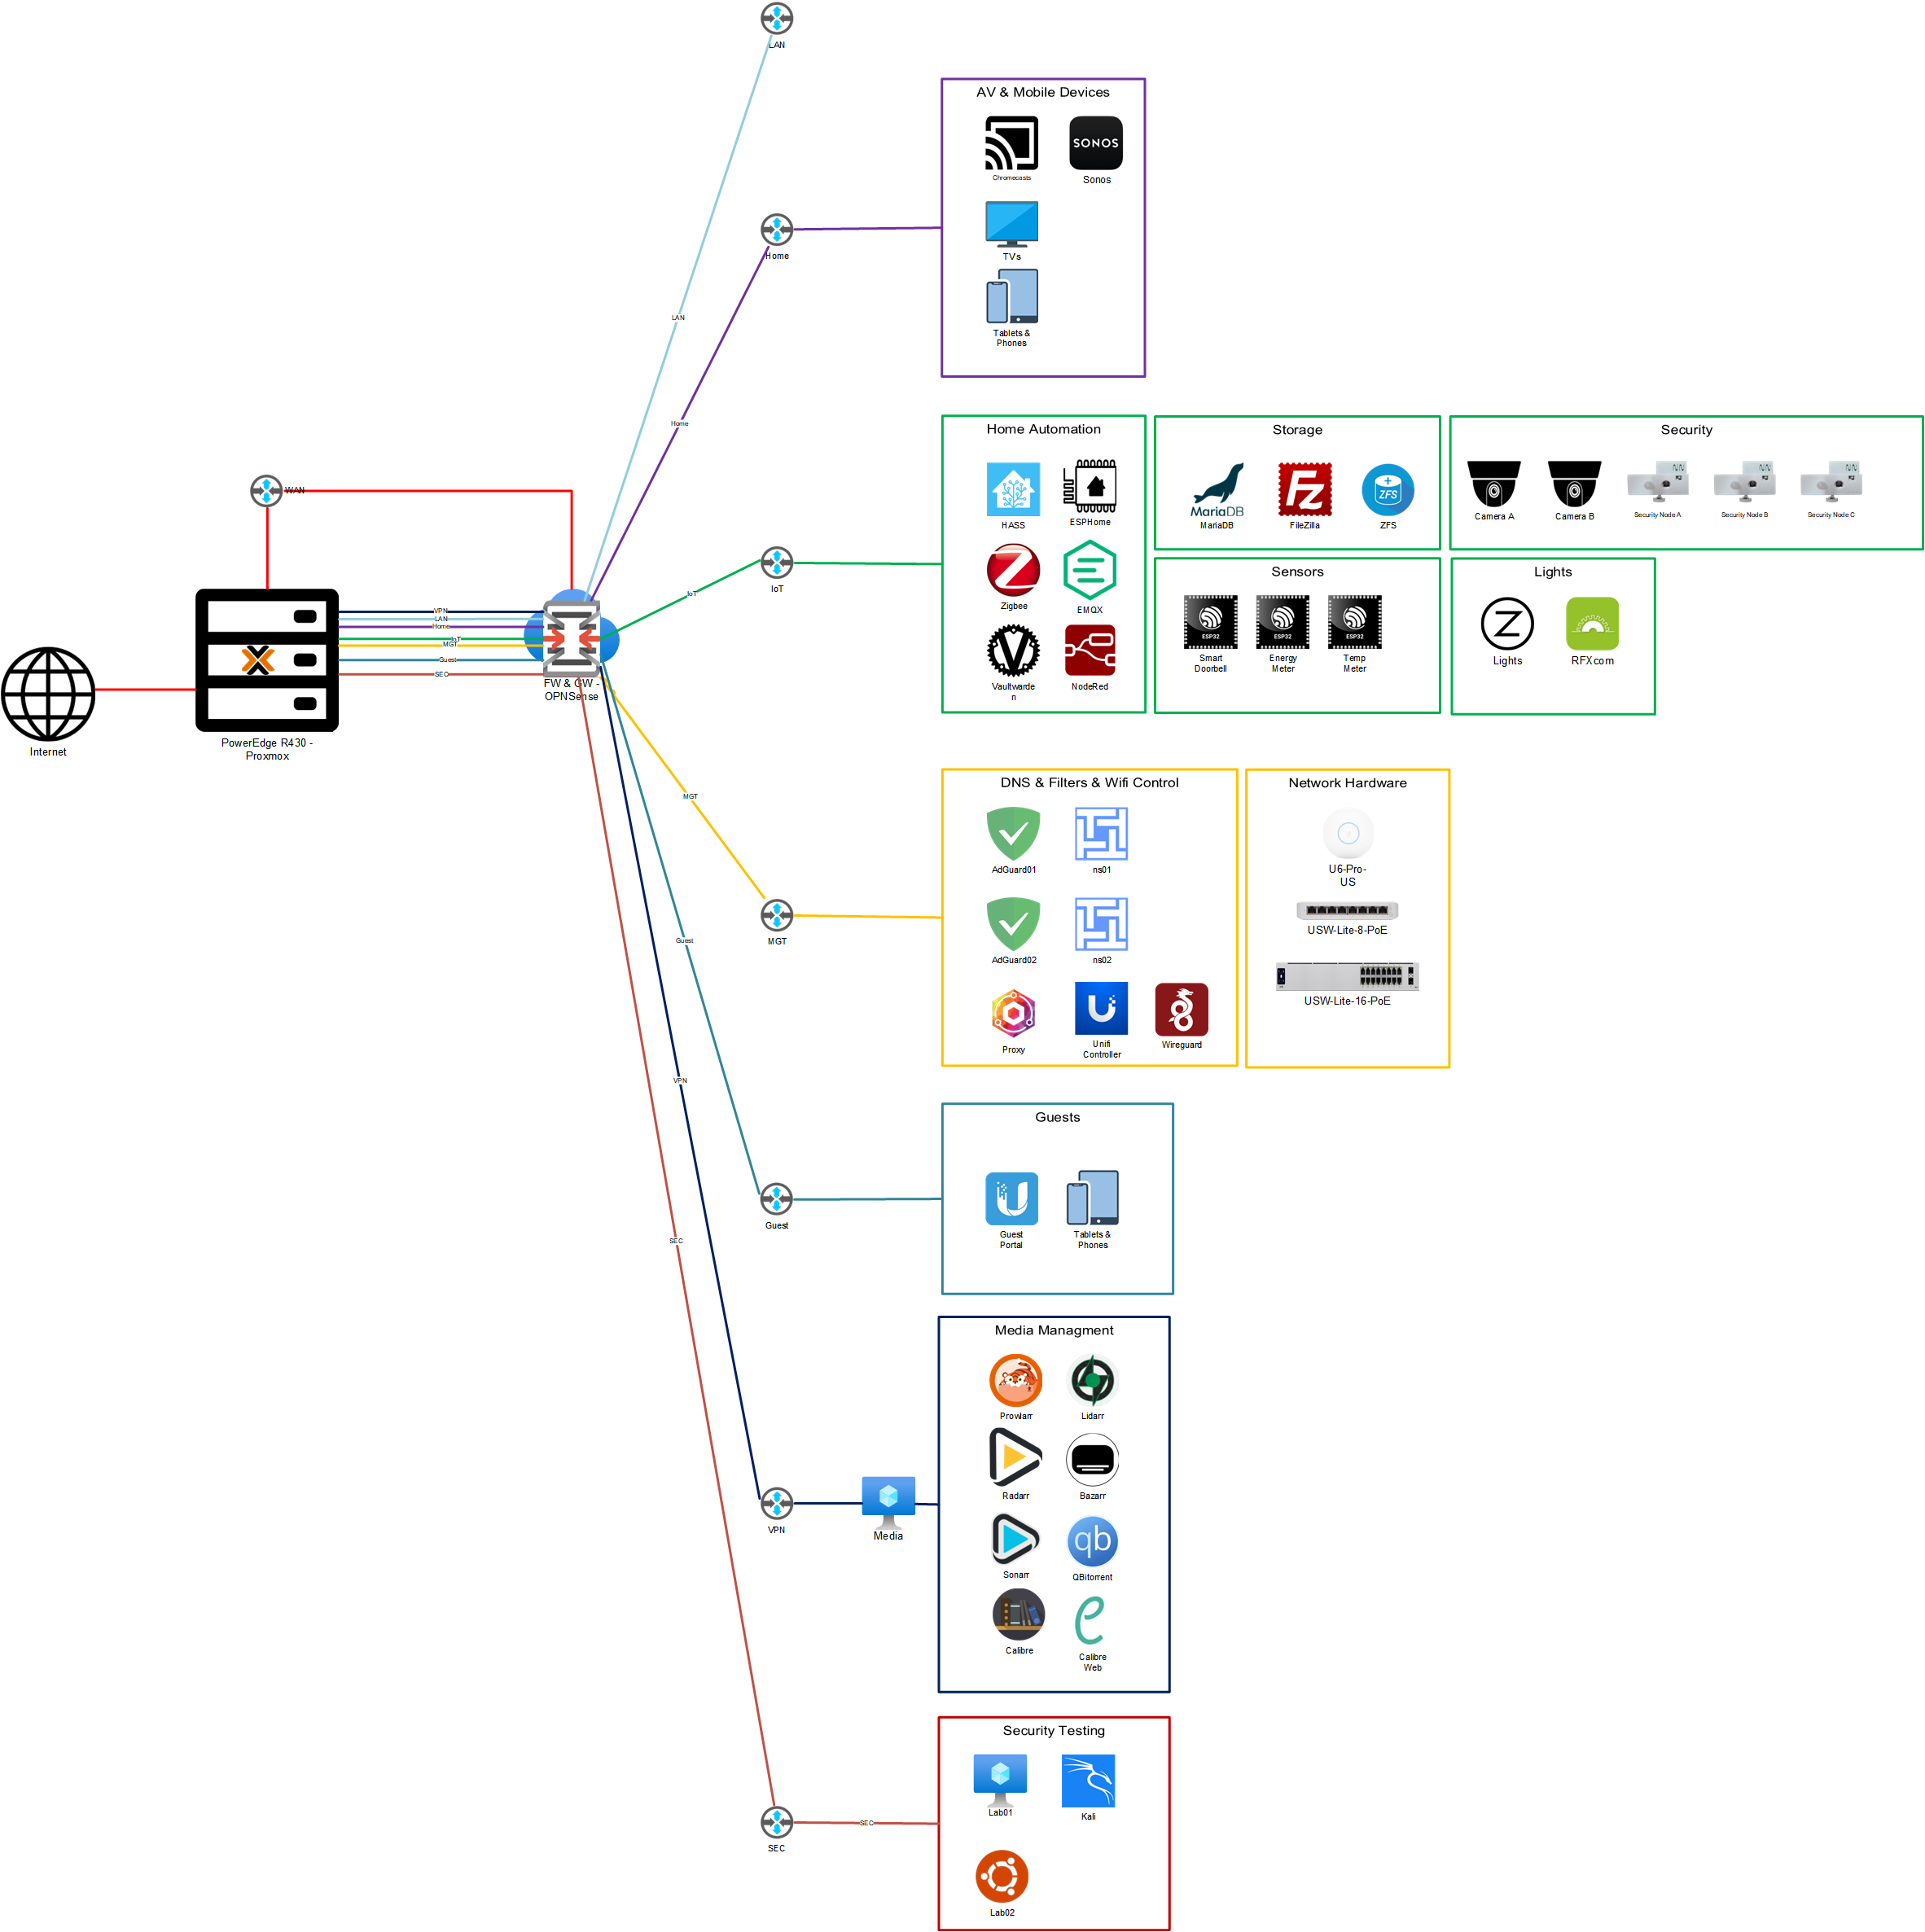 LAN
AV & Mobile Devices
SONOS
Chromecasts
Sonos
TVs
Tablets &
Phones
Home
LAN
Home
Home Automation
HASS
ESPHome
Zigbee
EMQX
Vaultwarde
n
NodeRed
Storage
MariaDB
MariaDB
Fz
FileZilla
ZFS
ZFS
Security
Camera A
Camera B
Security Node A
Security Node B
Security Node C
Sensors
ESP32
ESP32
ESP32
Smart
Doorbell
Energy
Meter
Temp
Meter
Lights
Lights
RFXcom
WAN
IoT
IoT
VPN
LAN
Home
IoT
MGT
Guest
SEC
FW & GW -
OPNSense
Internet
PowerEdge R430 -
Proxmox
MGT
DNS & Filters & Wifi Control
AdGuard01
ns01
AdGuard02
ns02
Proxy
Unifi
Controller
Wireguard
Network Hardware
U6-Pro-
US
USW-Lite-8-PoE
USW-Lite-16-PoE
MGT
Guest
VPN
SEC
Guests
Guest
Portal
Tablets &
Phones
Guest
Media Managment
Prowlarr
Lidarr
Radarr
Bazarr
Sonarr
qb
QBitorrent
Calibre
Calibre
Web
VPN
Media
Security Testing
Lab01
Kali
Lab02
SEC
SEC